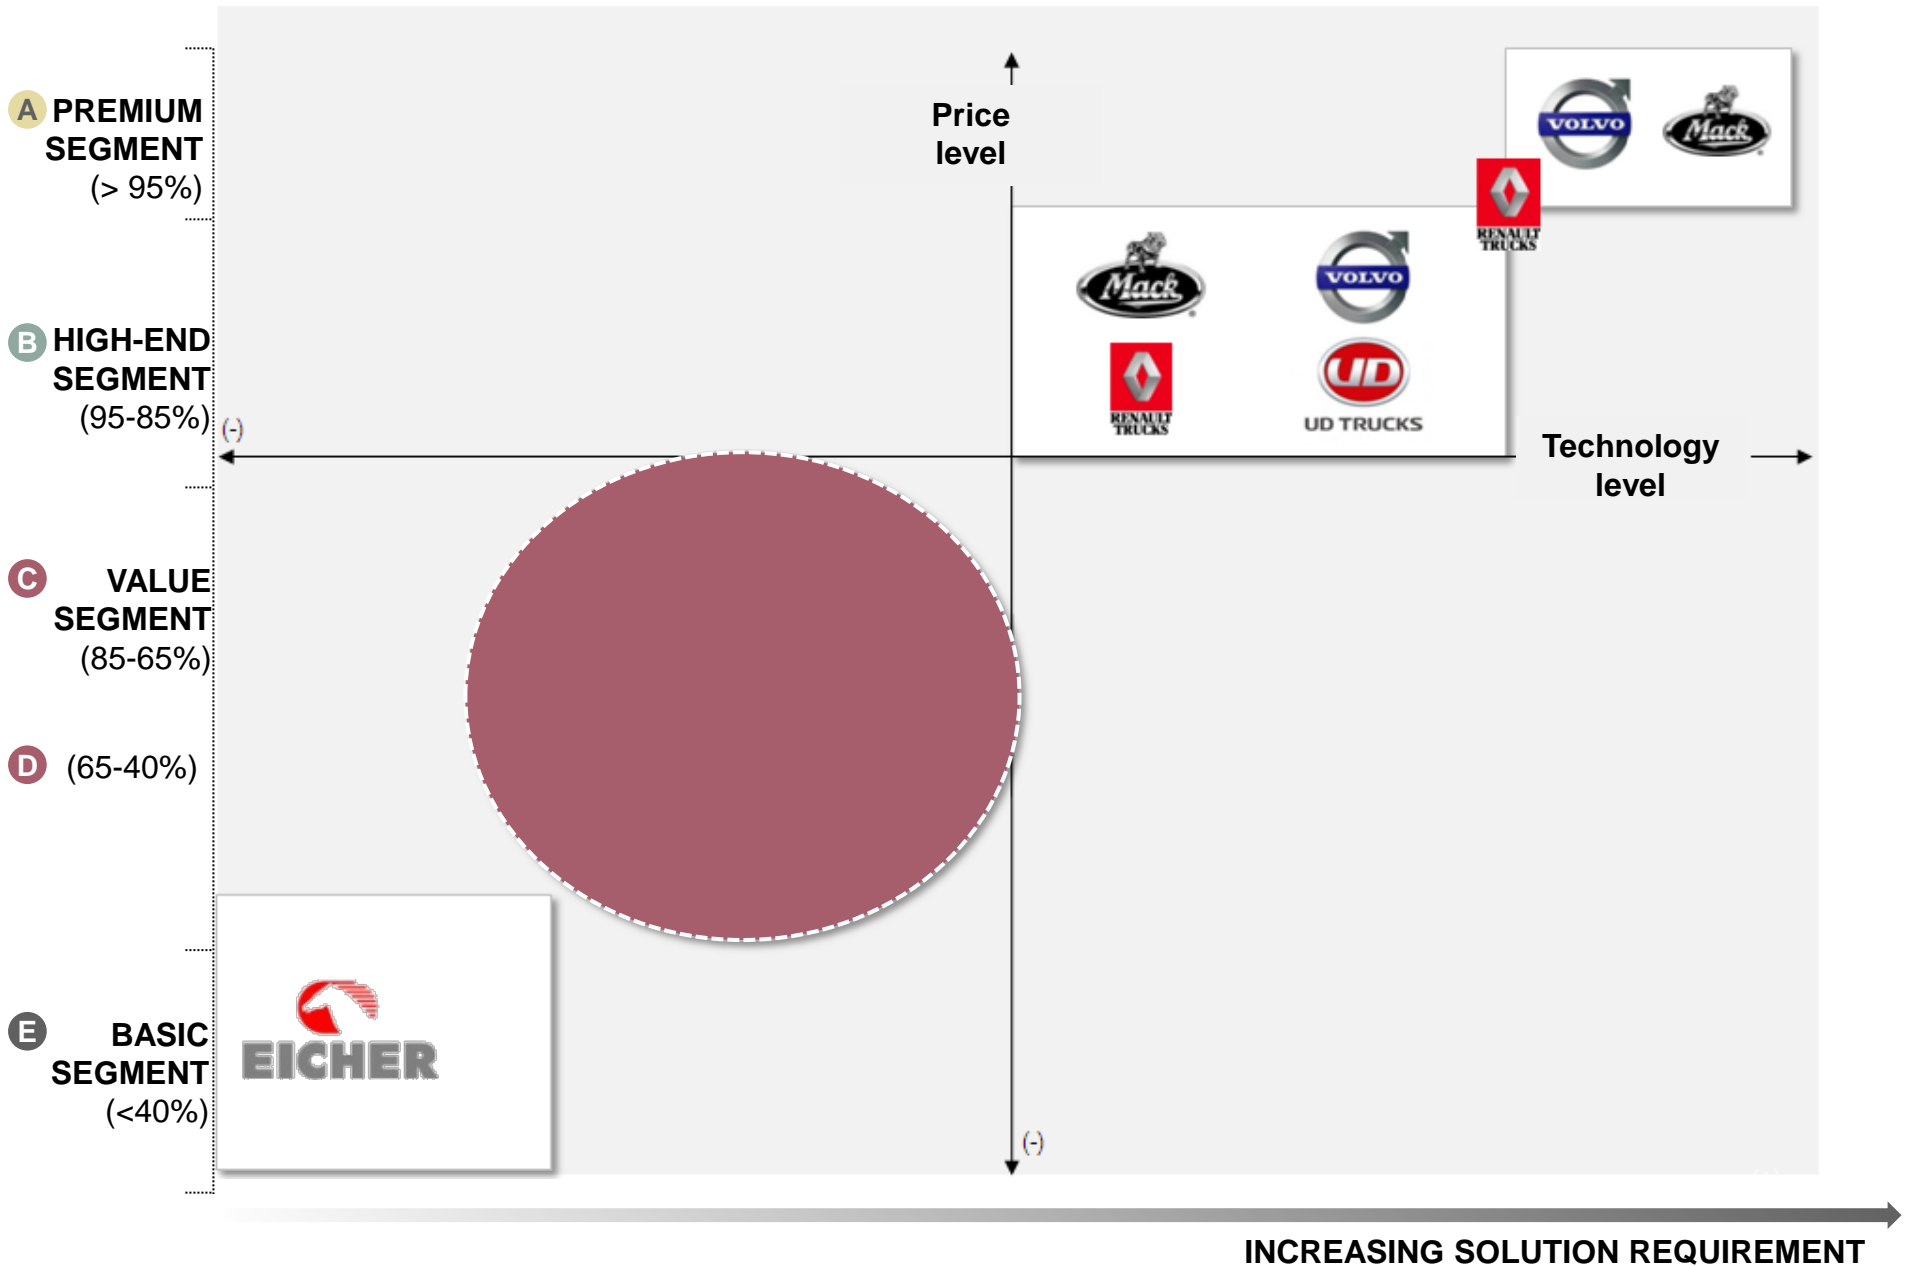 A PREMIUM
SEGMENT
(> 95%)
Price
level
VOLVO
Mack
RENAULT
TRUCKS
Mack
VOLVO
RENAULT
TRUCKS
UD
UD TRUCKS
B HIGH-END
SEGMENT
(95-85%)
(-)
Technology
level
C VALUE
SEGMENT
(85-65%)
D (65-40%)
E BASIC
SEGMENT
(<40%)
EICHER
(-)
INCREASING SOLUTION REQUIREMENT